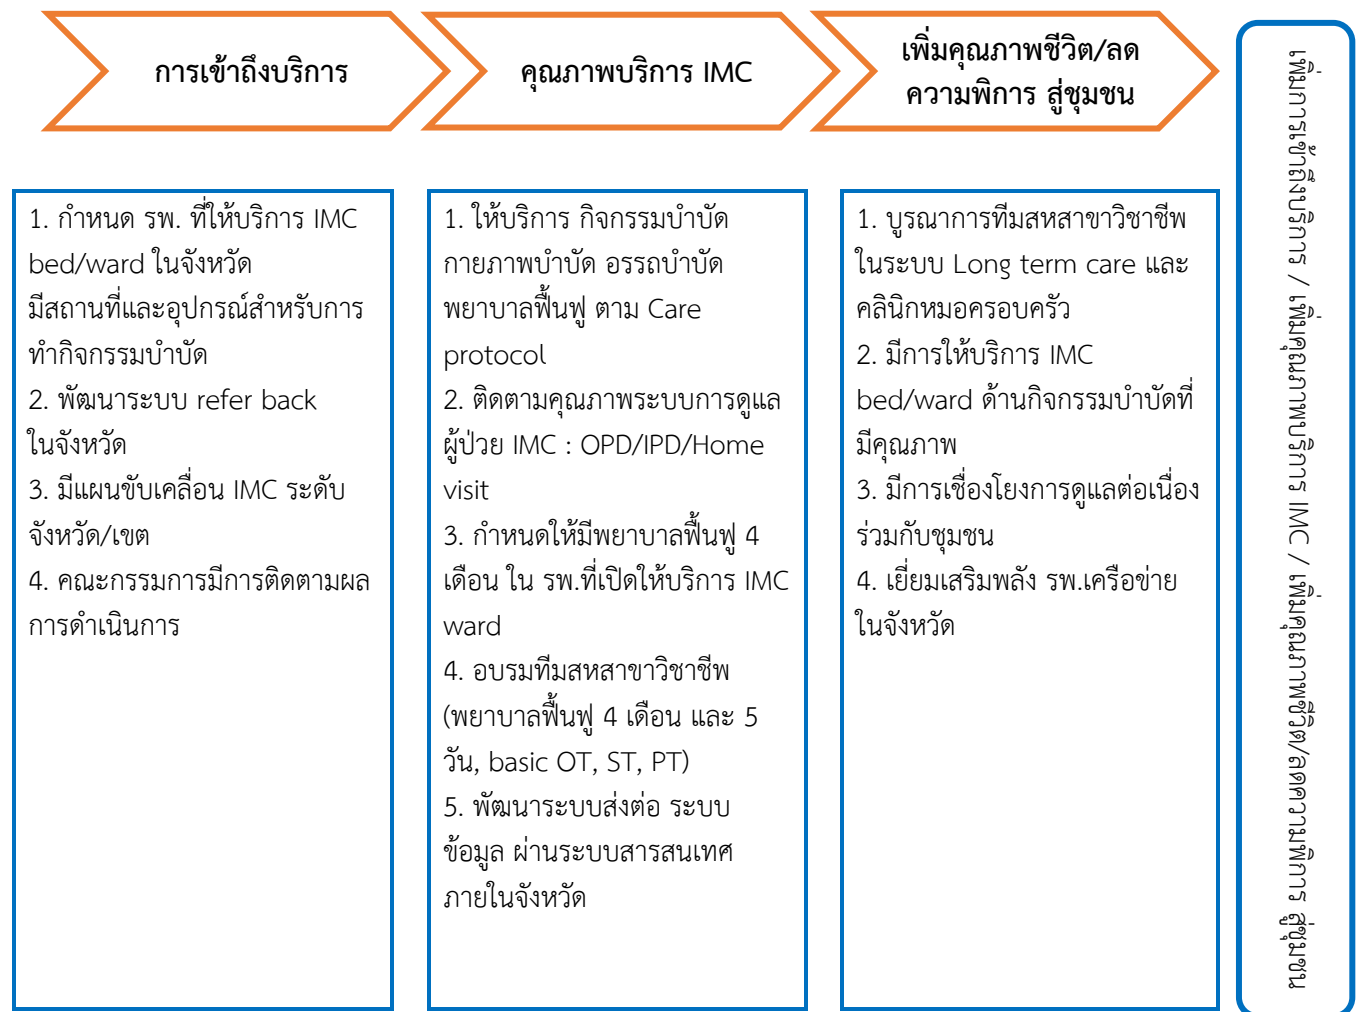 การเข้าถึงบริการ
คุณภาพบริการ IMC
เพิ่มคุณภาพชีวิต/ลด
ความพิการ สู่ชุมชน
1. กำหนด รพ. ที่ให้บริการ IMC
bed/ward ในจังหวัด
มีสถานที่และอุปกรณ์สำหรับการ
ทำกิจกรรมบำบัด
2. พัฒนาระบบ refer back
ในจังหวัด
3. มีแผนขับเคลื่อน IMC ระดับ
จังหวัด/เขต
4. คณะกรรมการมีการติดตามผล
การดำเนินการ
1. ให้บริการ กิจกรรมบำบัด
กายภาพบำบัด อรรถบำบัด
พยาบาลฟื้นฟู ตาม Care
protocol
2. ติดตามคุณภาพระบบการดูแล
ผู้ป่วย IMC : OPD/IPD/Home
visit
3. กำหนดให้มีพยาบาลฟื้นฟู 4
เดือน ใน รพ.ที่เปิดให้บริการ IMC
ward
4. อบรมทีมสหสาขาวิชาชีพ
(พยาบาลฟื้นฟู 4 เดือน และ 5
วัน, basic OT, ST, PT)
5. พัฒนาระบบส่งต่อ ระบบ
ข้อมูล ผ่านระบบสารสนเทศ
ภายในจังหวัด
1. บูรณาการทีมสหสาขาวิชาชีพ
ในระบบ Long term care และ
คลินิกหมอครอบครัว
2. มีการให้บริการ IMC
bed/ward ด้านกิจกรรมบำบัดที่
มีคุณภาพ
3. มีการเชื่องโยงการดูแลต่อเนื่อง
ร่วมกับชุมชน
4. เยี่ยมเสริมพลัง รพ.เครือข่าย
ในจังหวัด
เพิ่มการเข้าถึงบริการ / เพิ่มคุณภาพบริการ IMC / เพิ่มคุณภาพชีวิต/ลดความพิการ สู่ชุมชน